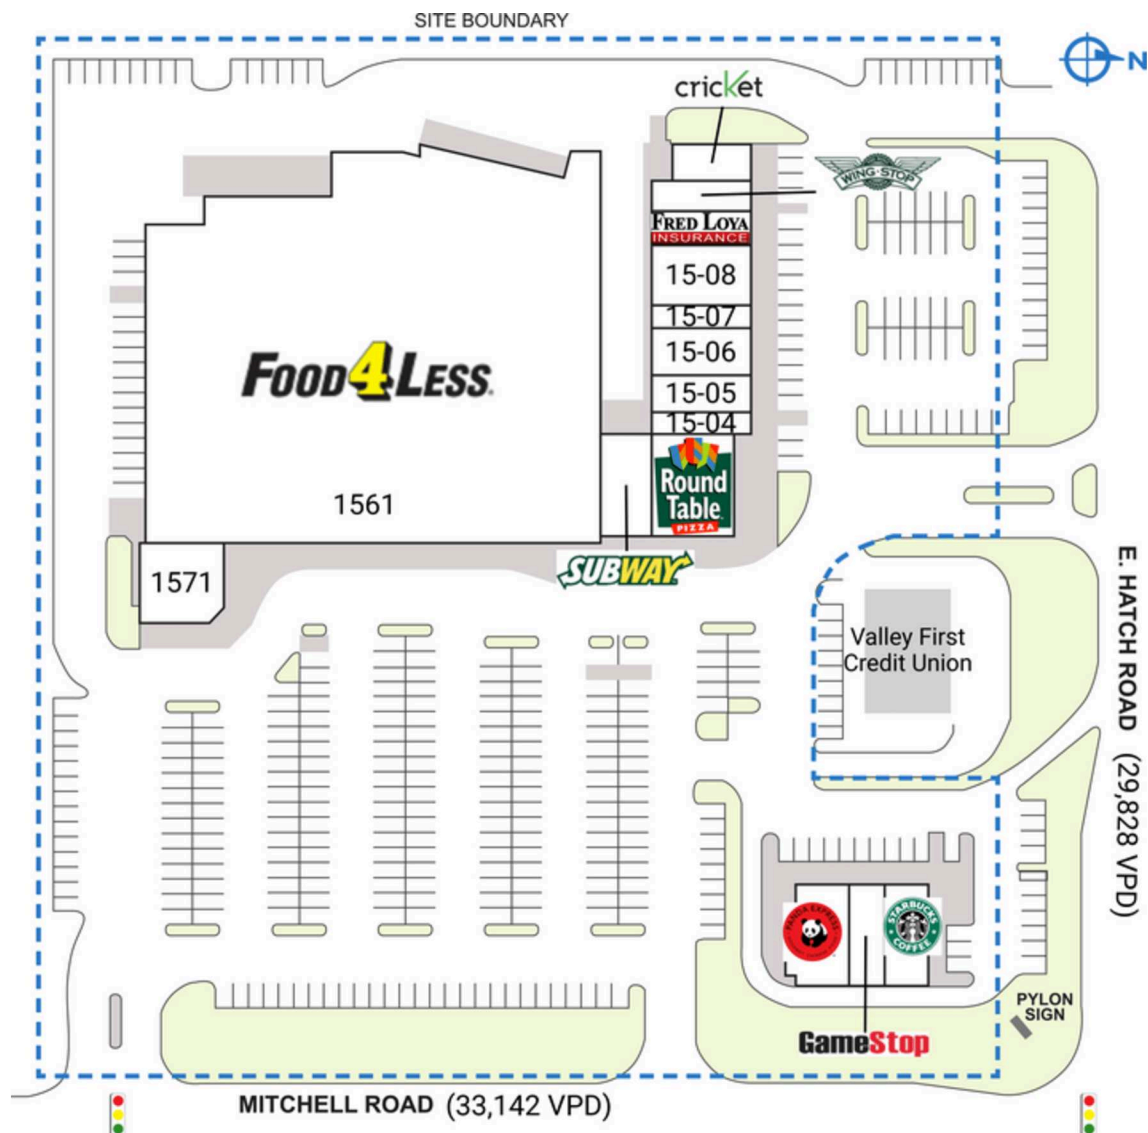 SITE BOUNDARY
N
cricket
WING·STOP
FRED LOYA
INSURANCE
15-08
15-07
15-06
15-05
15-04
FOOD4LESS
1561
Round
Table
PIZZA
SUBWAY
1571
Valley First
Credit Union
E. HATCH ROAD (29,828 VPD)
PANDA EXPRESS
STARBUCKS
COFFEE
GameStop
PYLON
SIGN
MITCHELL ROAD (33,142 VPD)